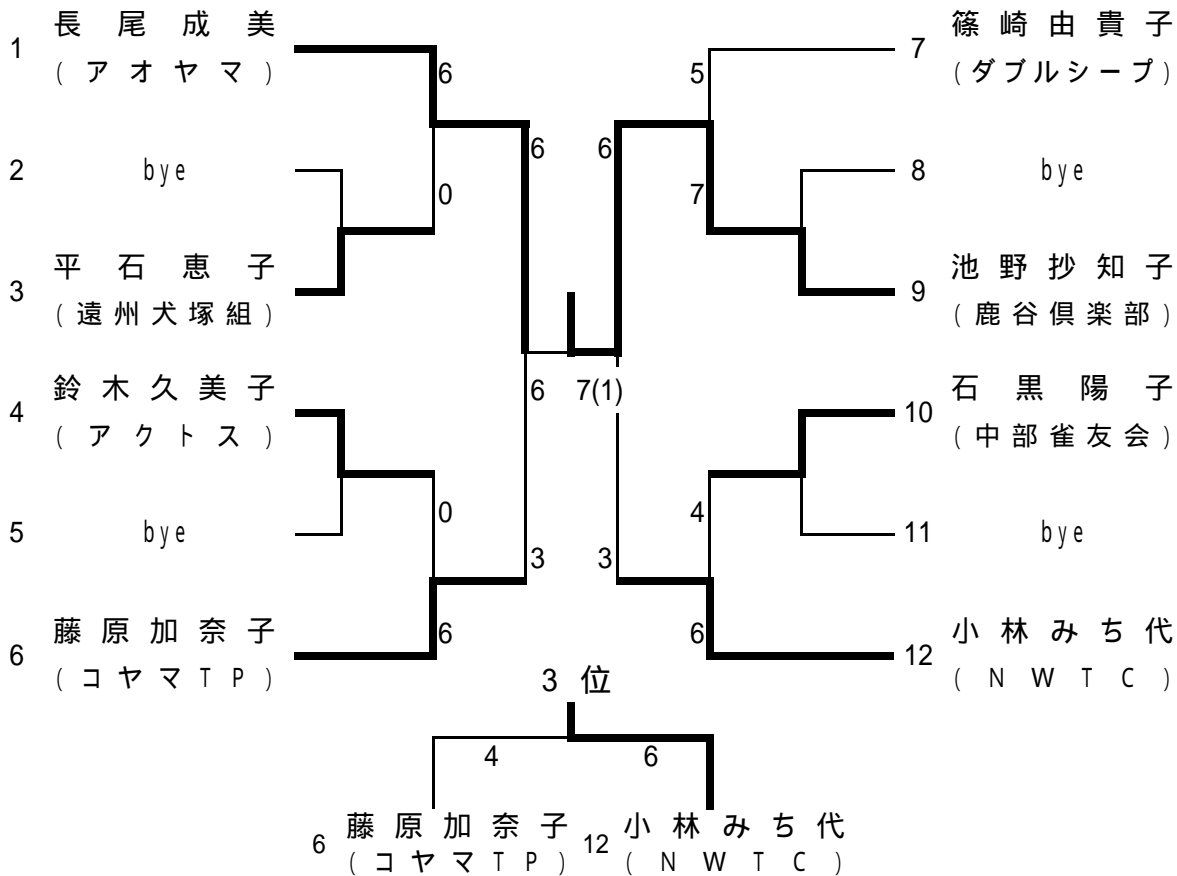 1 長尾成美
(アオヤマ)
6
2 bye
0
3 平石恵子
(遠州犬塚組)
6
4 鈴木久美子
(アクトス)
5 bye
0
3
6 藤原加奈子
(コヤマTP)
6
6 7(1)
7 篠崎由貴子
(ダブルシープ)
5
6
8 bye
7
9 池野抄知子
(鹿谷倶楽部)
10 石黒陽子
(中部雀友会)
4
11 bye
3
12 小林みち代
(NWTC)
6
3位
4 6
6 藤原加奈子 12 小林みち代
(コヤマTP) (NWTC)